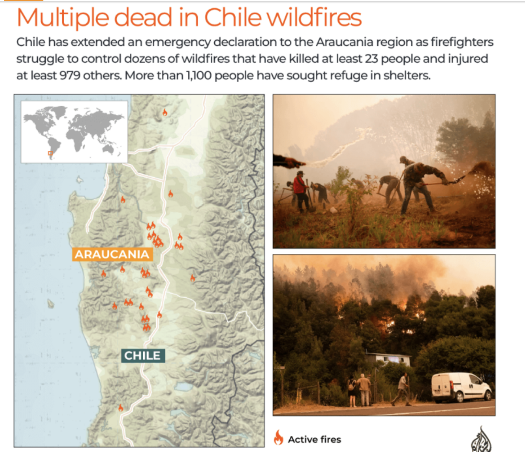 Multiple dead in Chile wildfires
Chile has extended an emergency declaration to the Araucania region as firefighters
struggle to control dozens of wildfires that have killed at least 23 people and injured
at least 979 others. More than 1,100 people have sought refuge in shelters.
ARAUCANIA
CHILE
Active fires